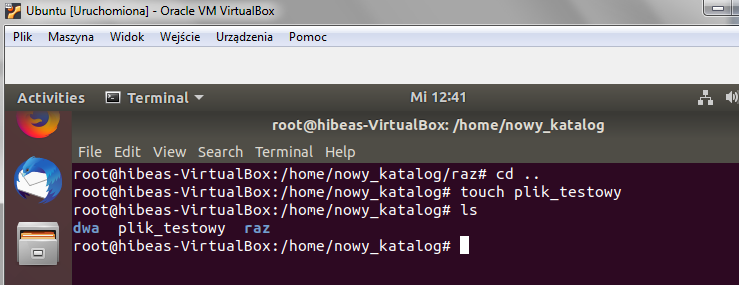 Ubuntu [Uruchomiona] - Oracle VM VirtualBox
Plik Maszyna Widok Wejście Urządzenia Pomoc
Activities Terminal Mi 12:41
root@hibeas-VirtualBox: /home/nowy_katalog
File Edit View Search Terminal Help
root@hibeas-VirtualBox:/home/nowy_katalog/raz# cd ..
root@hibeas-VirtualBox:/home/nowy_katalog# touch plik_testowy
root@hibeas-VirtualBox:/home/nowy_katalog# ls
dwa plik_testowy raz
root@hibeas-VirtualBox:/home/nowy_katalog#